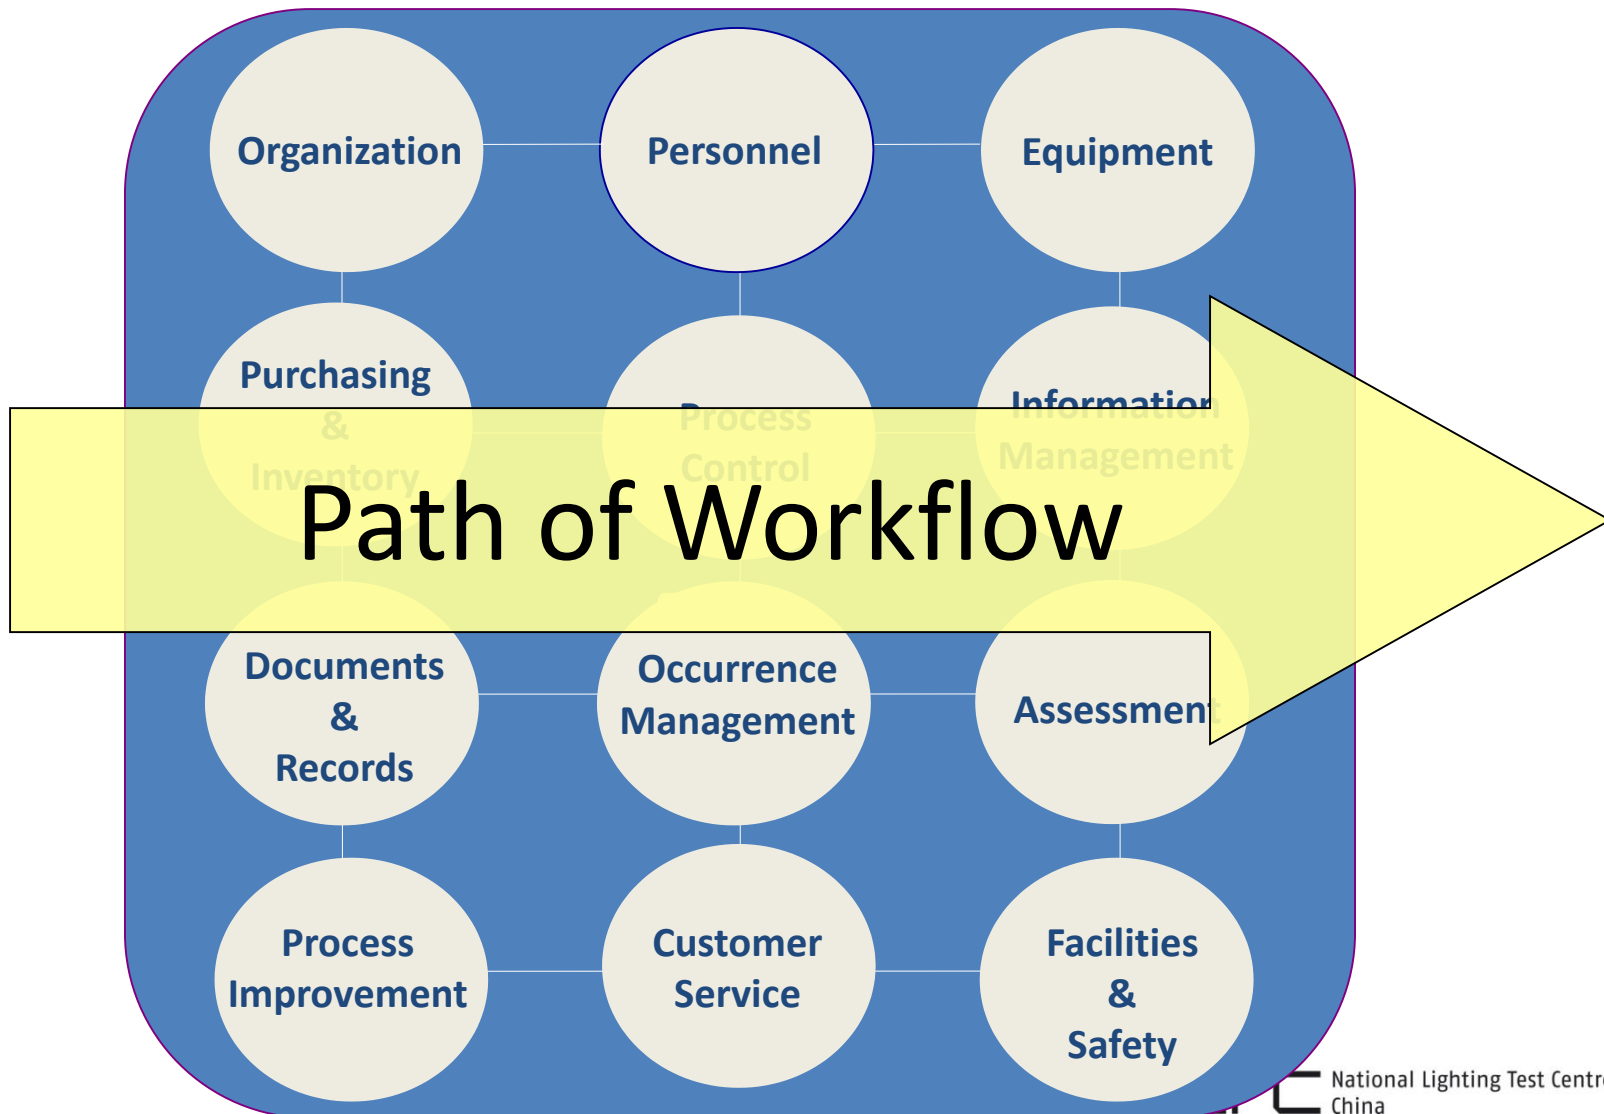 Organization
Personnel
Equipment
Purchasing
&
Inventory
Process
Control
Information
Management
Path of Workflow
Documents
&
Records
Occurrence
Management
Assessment
Process
Improvement
Customer
Service
Facilities
&
Safety
National Lighting Test Centre
China